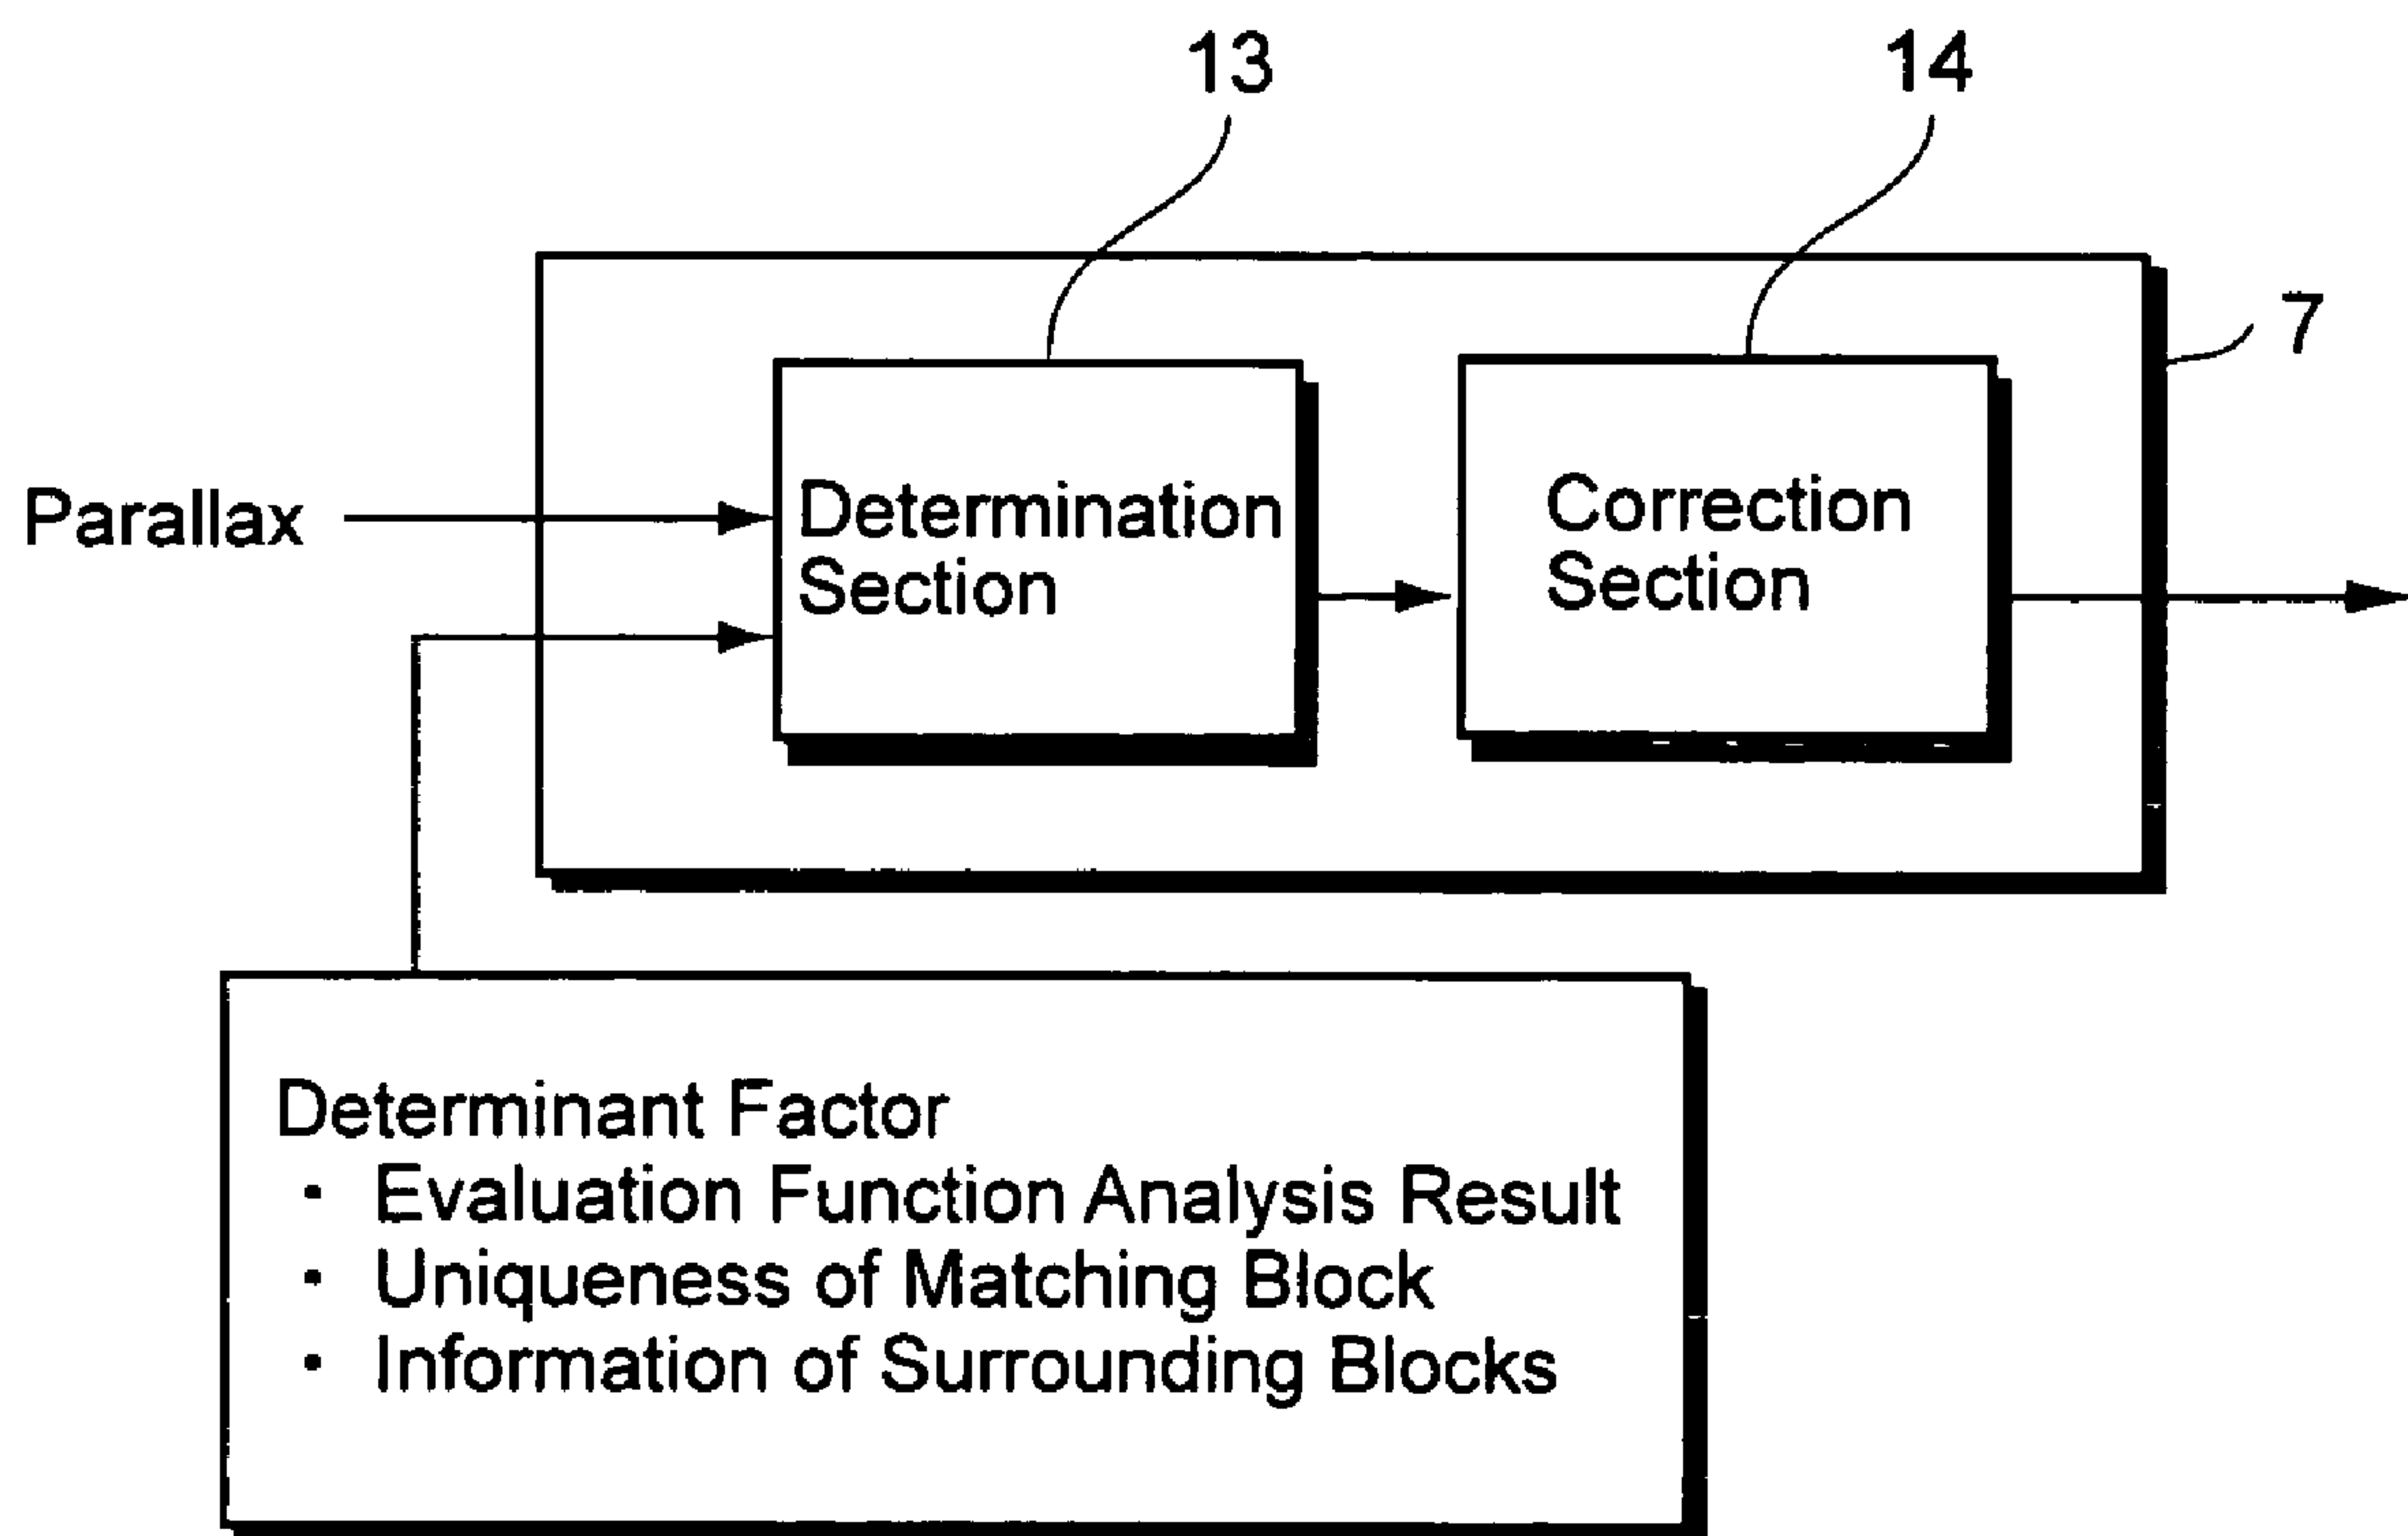 13
14
7
Parallax
Determination
Section
Correction
Section
Determinant Factor
· Evaluation Function Analysis Result
· Uniqueness of Matching Block
· Information of Surrounding Blocks